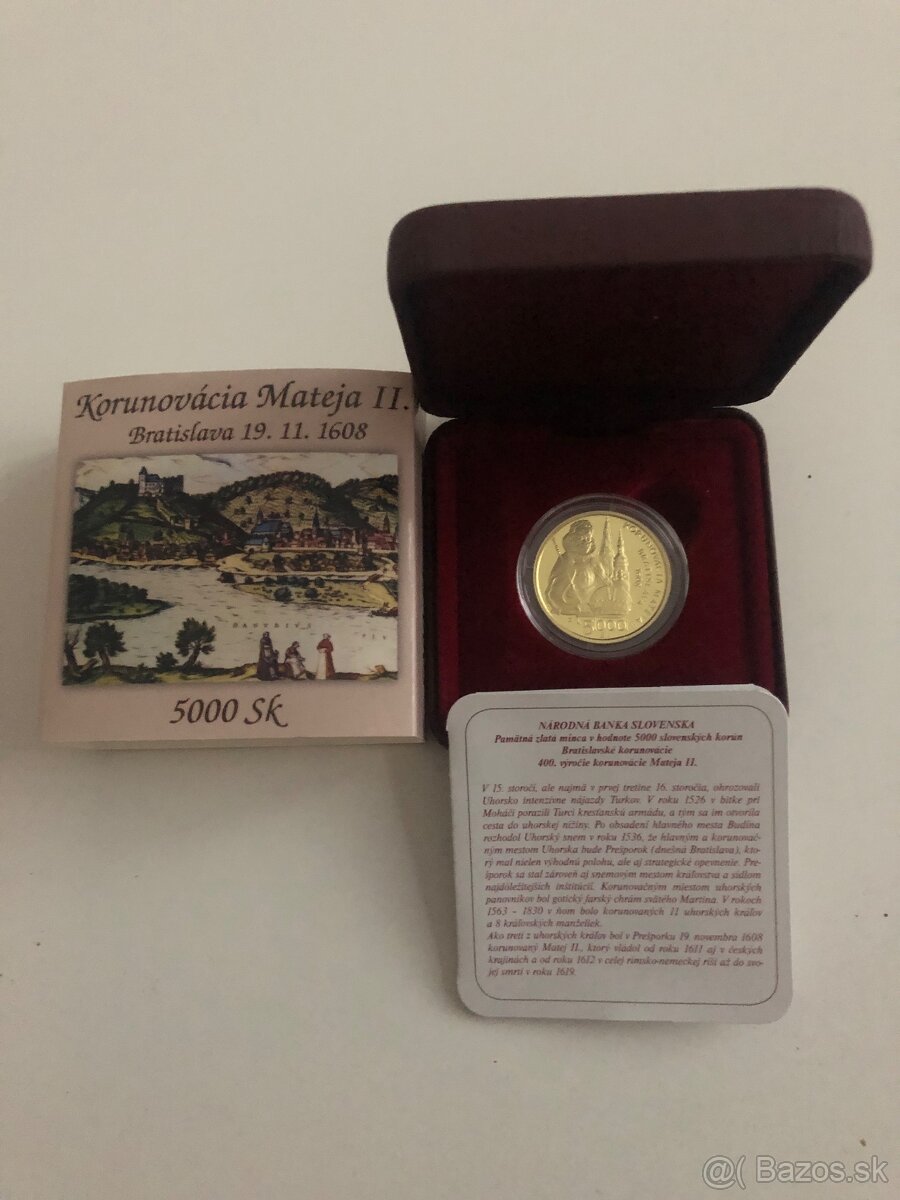 Korunovácia Mateja II.
Bratislava 19. 11. 1608
DANUBIVS
5000 Sk
KORUNOVÁCIA MATEJA
5000
NÁRODNÁ BANKA SLOVENSKA
Pamätná zlatá minca v hodnote 5000 slovenských korún
Bratislavské korunovácie
400. výročie korunovácie Mateja II.
V 15. storočí, ale najmä v prvej tretine 16. storočia, ohrozovali
Uhorsko intenzívne nájazdy Turkov. V roku 1526 v bitke pri
Moháči porazili Turci kresťanskú armádu, a tým sa im otvorila
cesta do uhorskej nížiny. Po obsadení hlavného mesta Budína
rozhodol Uhorský snem v roku 1536, že hlavným a korunovač-
ným mestom Uhorska bude Prešporok (dnešná Bratislava), kto-
rý mal nielen výhodnú polohu, ale aj strategické opevnenie. Pre-
šporok sa stal zároveň aj snemovým mestom kráľovstva a sídlom
najdôležitejších inštitúcií. Korunovačným miestom uhorských
panovníkov bol gotický farský chrám svätého Martina. V rokoch
1563 - 1830 v ňom bolo korunovaných 11 uhorských kráľov
a 8 kráľovských manželiek.
Ako tretí z uhorských kráľov bol v Prešporku 19. novembra 1608
korunovaný Matej II., ktorý vládol od roku 1611 aj v českých
krajinách a od roku 1612 v celej rímsko-nemeckej ríši až do svo-
jej smrti v roku 1619.
@( Bazos.sk